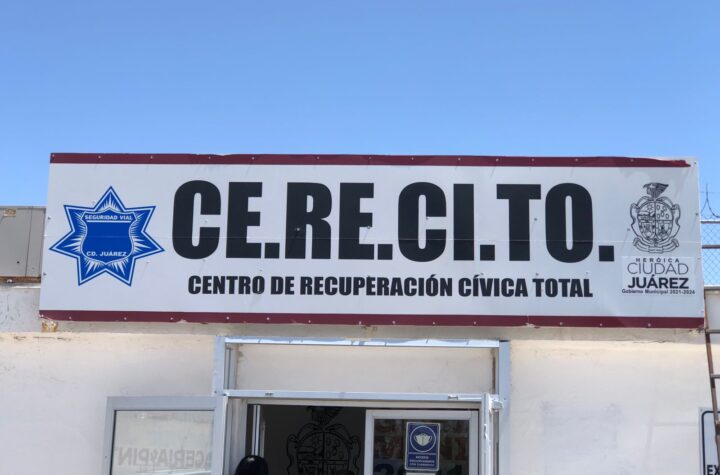 SEGURIDAD VIAL
CD. JUÁREZ
CE.RE.CI.TO.
CENTRO DE RECUPERACIÓN CÍVICA TOTAL
HERÓICA
CIUDAD
JUÁREZ
Gobierno Municipal 2021-2024